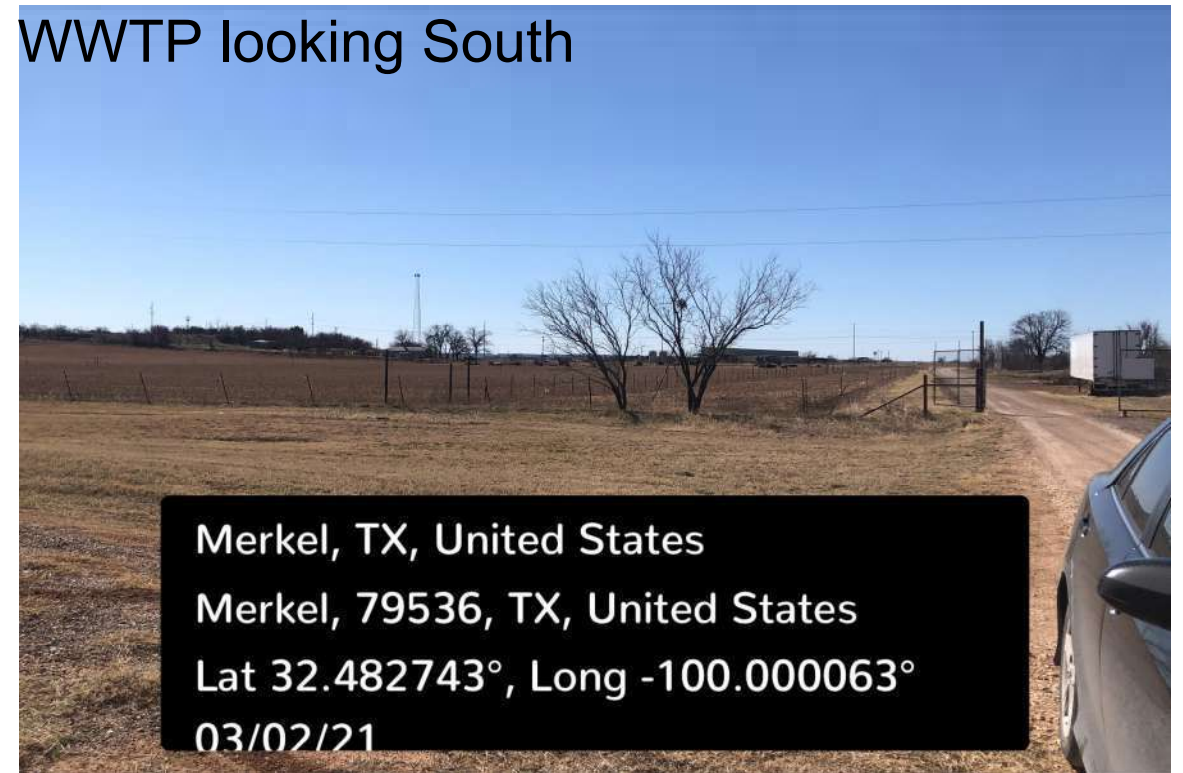 WWTP looking South
Merkel, TX, United States
Merkel, 79536, TX, United States
Lat 32.482743°, Long -100.000063°
03/02/21